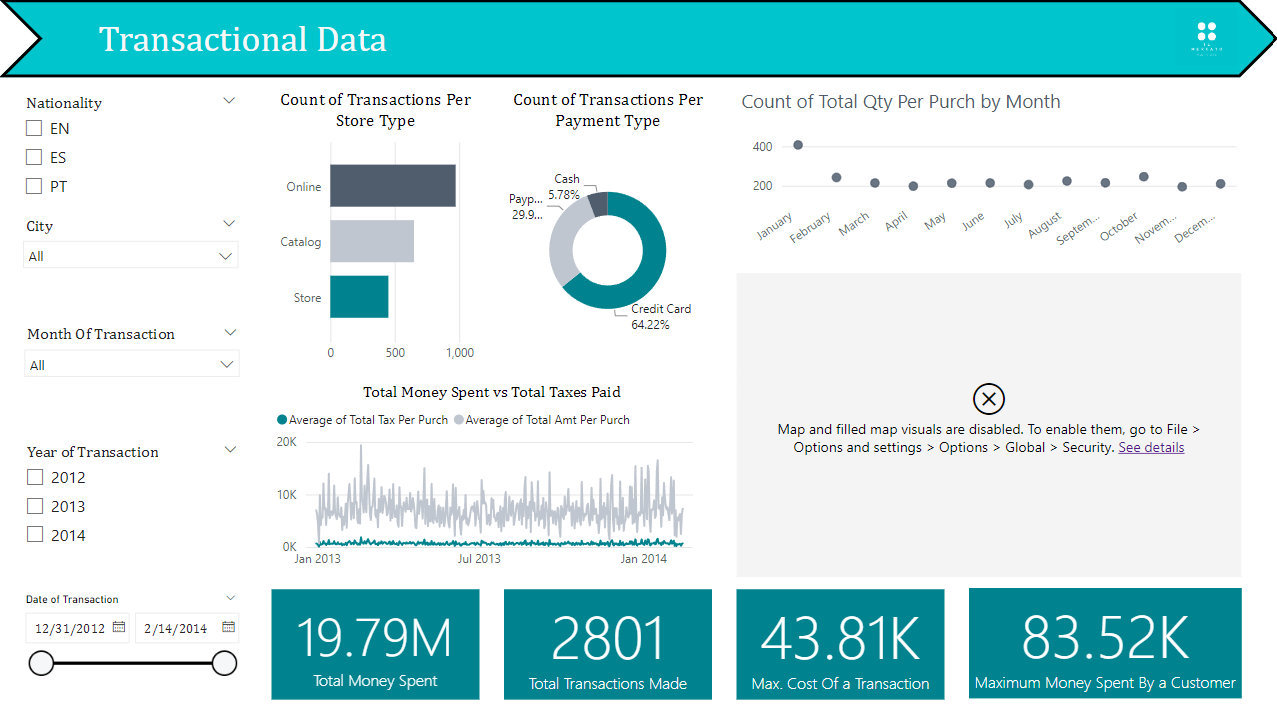 Transactional Data
Nationality
EN
ES
PT
City
All
Month Of Transaction
All
Year of Transaction
2012
2013
2014
Date of Transaction
12/31/2012
2/14/2014
Count of Transactions Per
Store Type
Online
Catalog
Store
0
500
1,000
Count of Transactions Per
Payment Type
Cash
5.78%
Payp...
29.9...
Credit Card
64.22%
Count of Total Qty Per Purch by Month
400
200
January
February
March
April
May
June
July
August
Septem...
October
Novem...
Decem...
Total Money Spent vs Total Taxes Paid
Average of Total Tax Per Purch
Average of Total Amt Per Purch
20K
10K
0K
Jan 2013
Jul 2013
Jan 2014
Map and filled map visuals are disabled. To enable them, go to File >
Options and settings > Options > Global > Security. See details
19.79M
Total Money Spent
2801
Total Transactions Made
43.81K
Max. Cost Of a Transaction
83.52K
Maximum Money Spent By a Customer